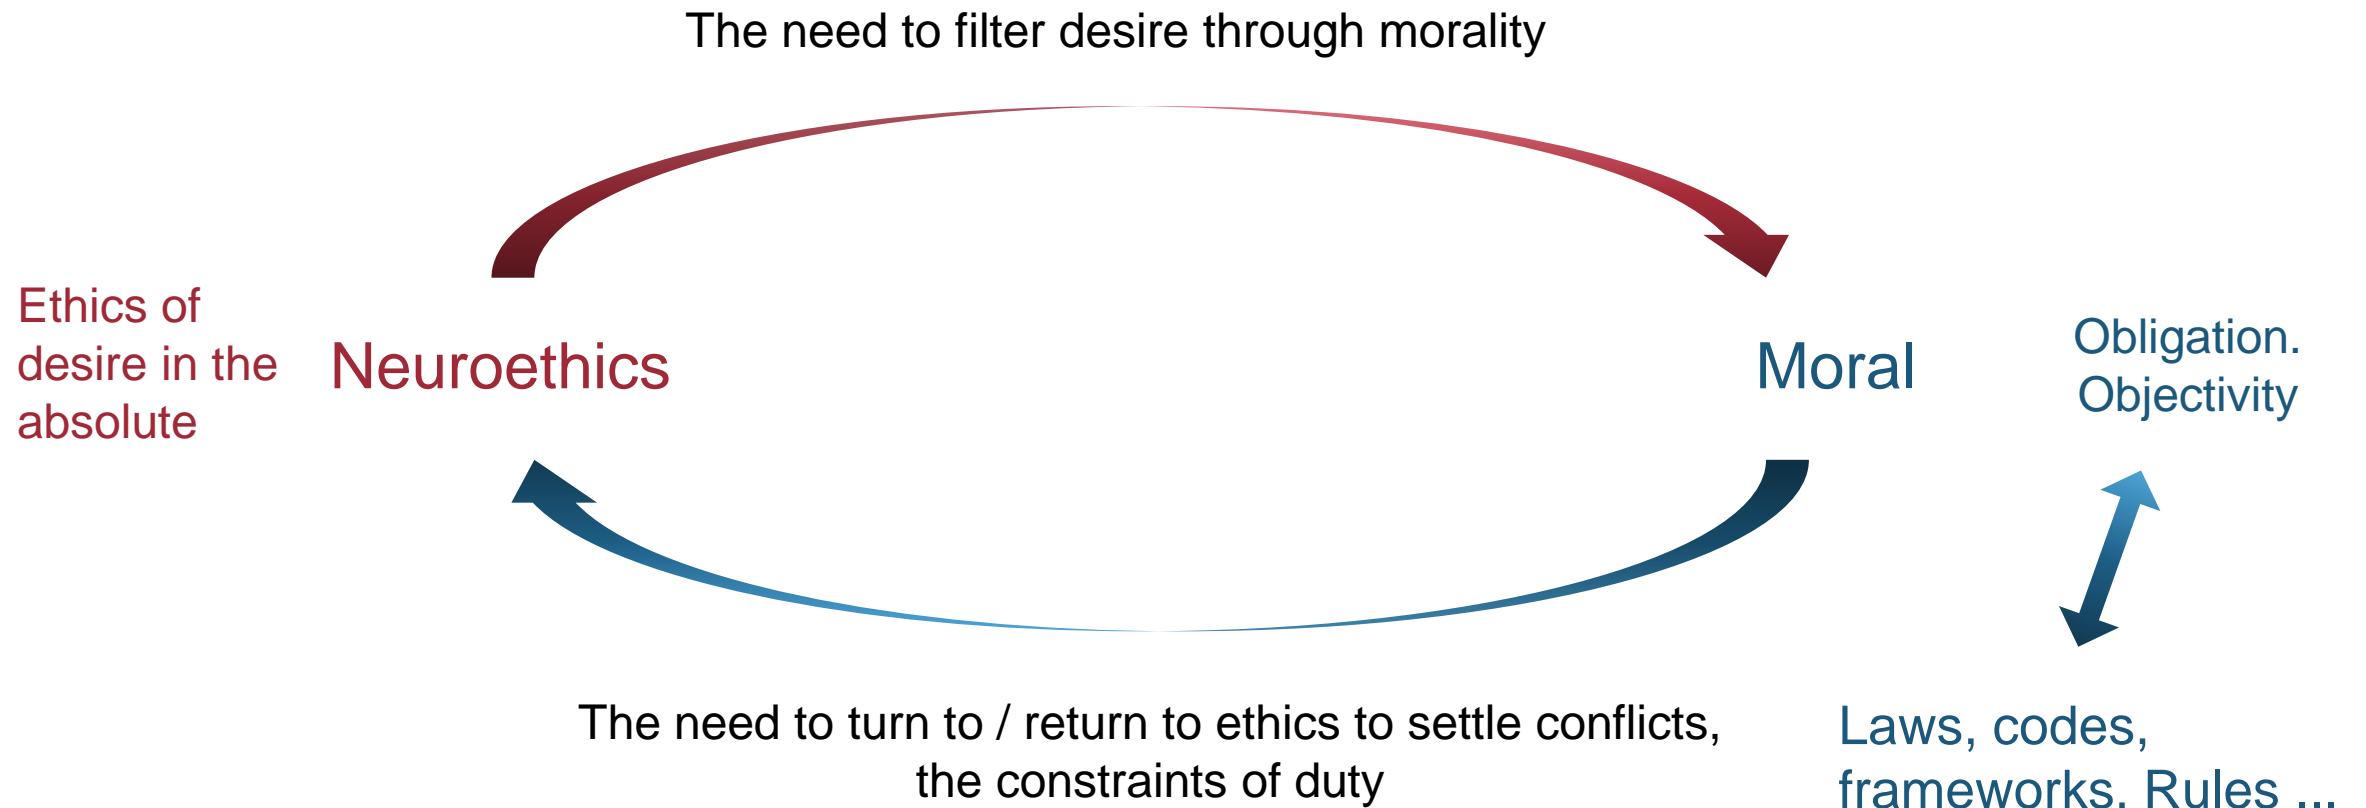 The need to filter desire through morality
Ethics of
desire in the
absolute
Neuroethics
Moral
Obligation.
Objectivity
The need to turn to / return to ethics to settle conflicts,
the constraints of duty
Laws, codes,
frameworks. Rules ...